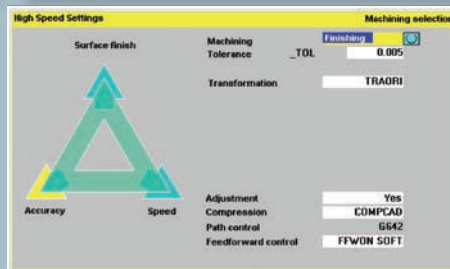 High Speed Settings Machining selection
Surface finish
Machining Finishing
Tolerance _TOL 0.005
Transformation TRAORI
Accuracy Speed
Adjustment Yes
Compression COMPCAD
Path control G642
Feedforward control FFWON SOFT